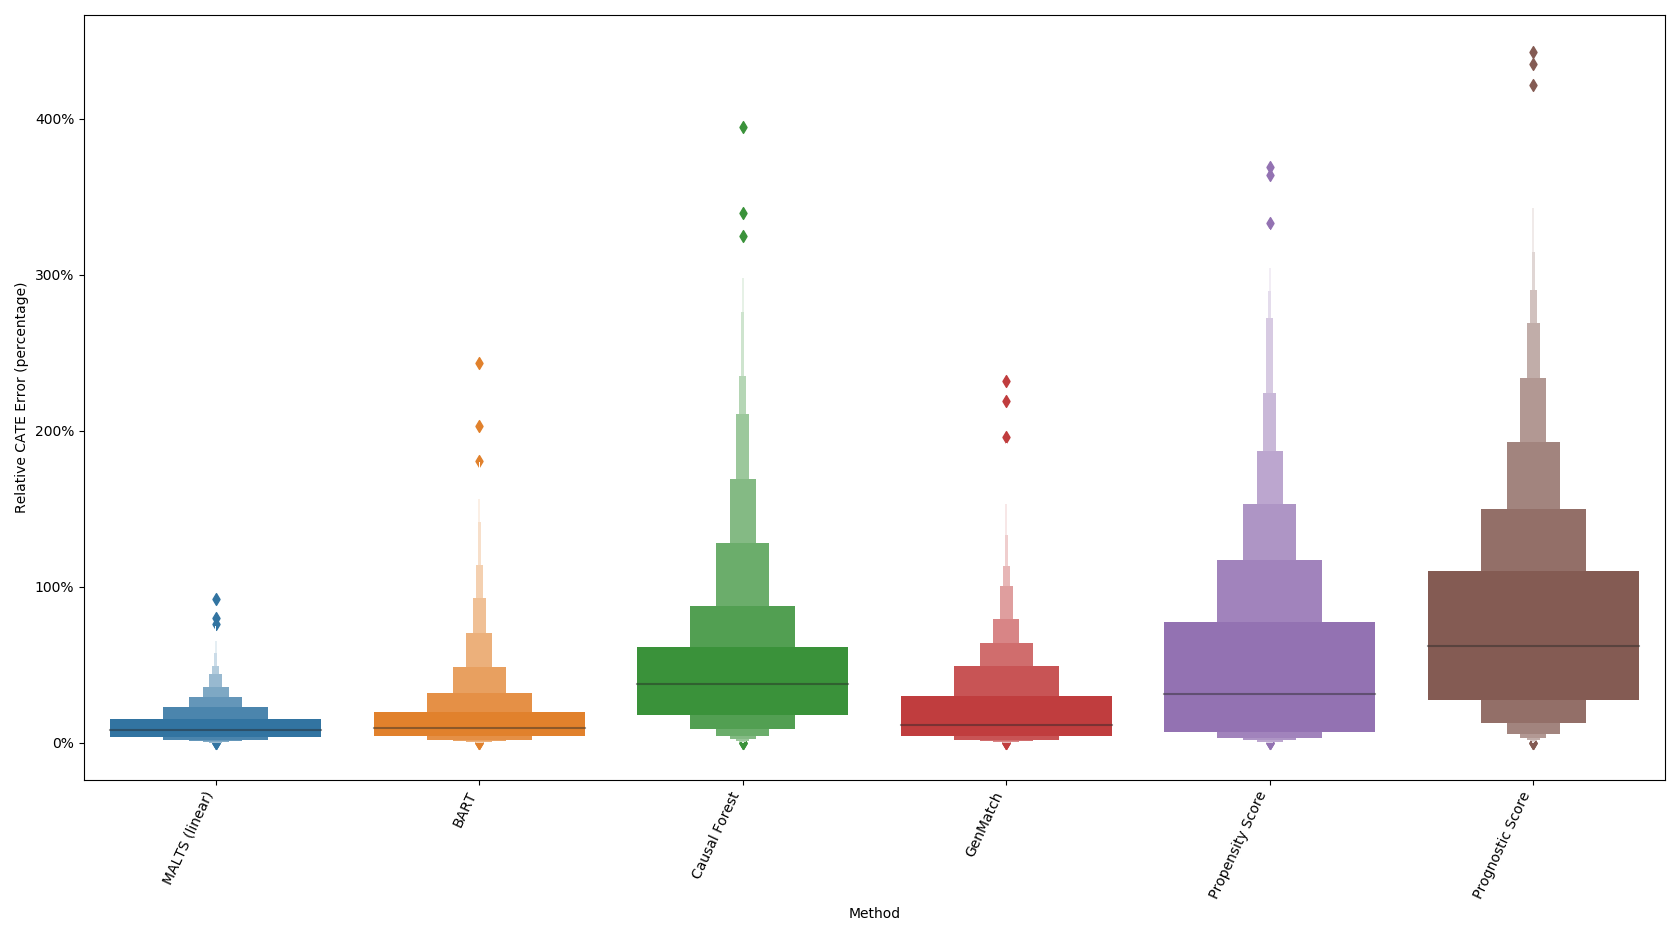 Relative CATE Error (percentage)
400%
300%
200%
100%
0%
MALTS (linear)
BART
Causal Forest
GenMatch
Propensity Score
Prognostic Score
Method